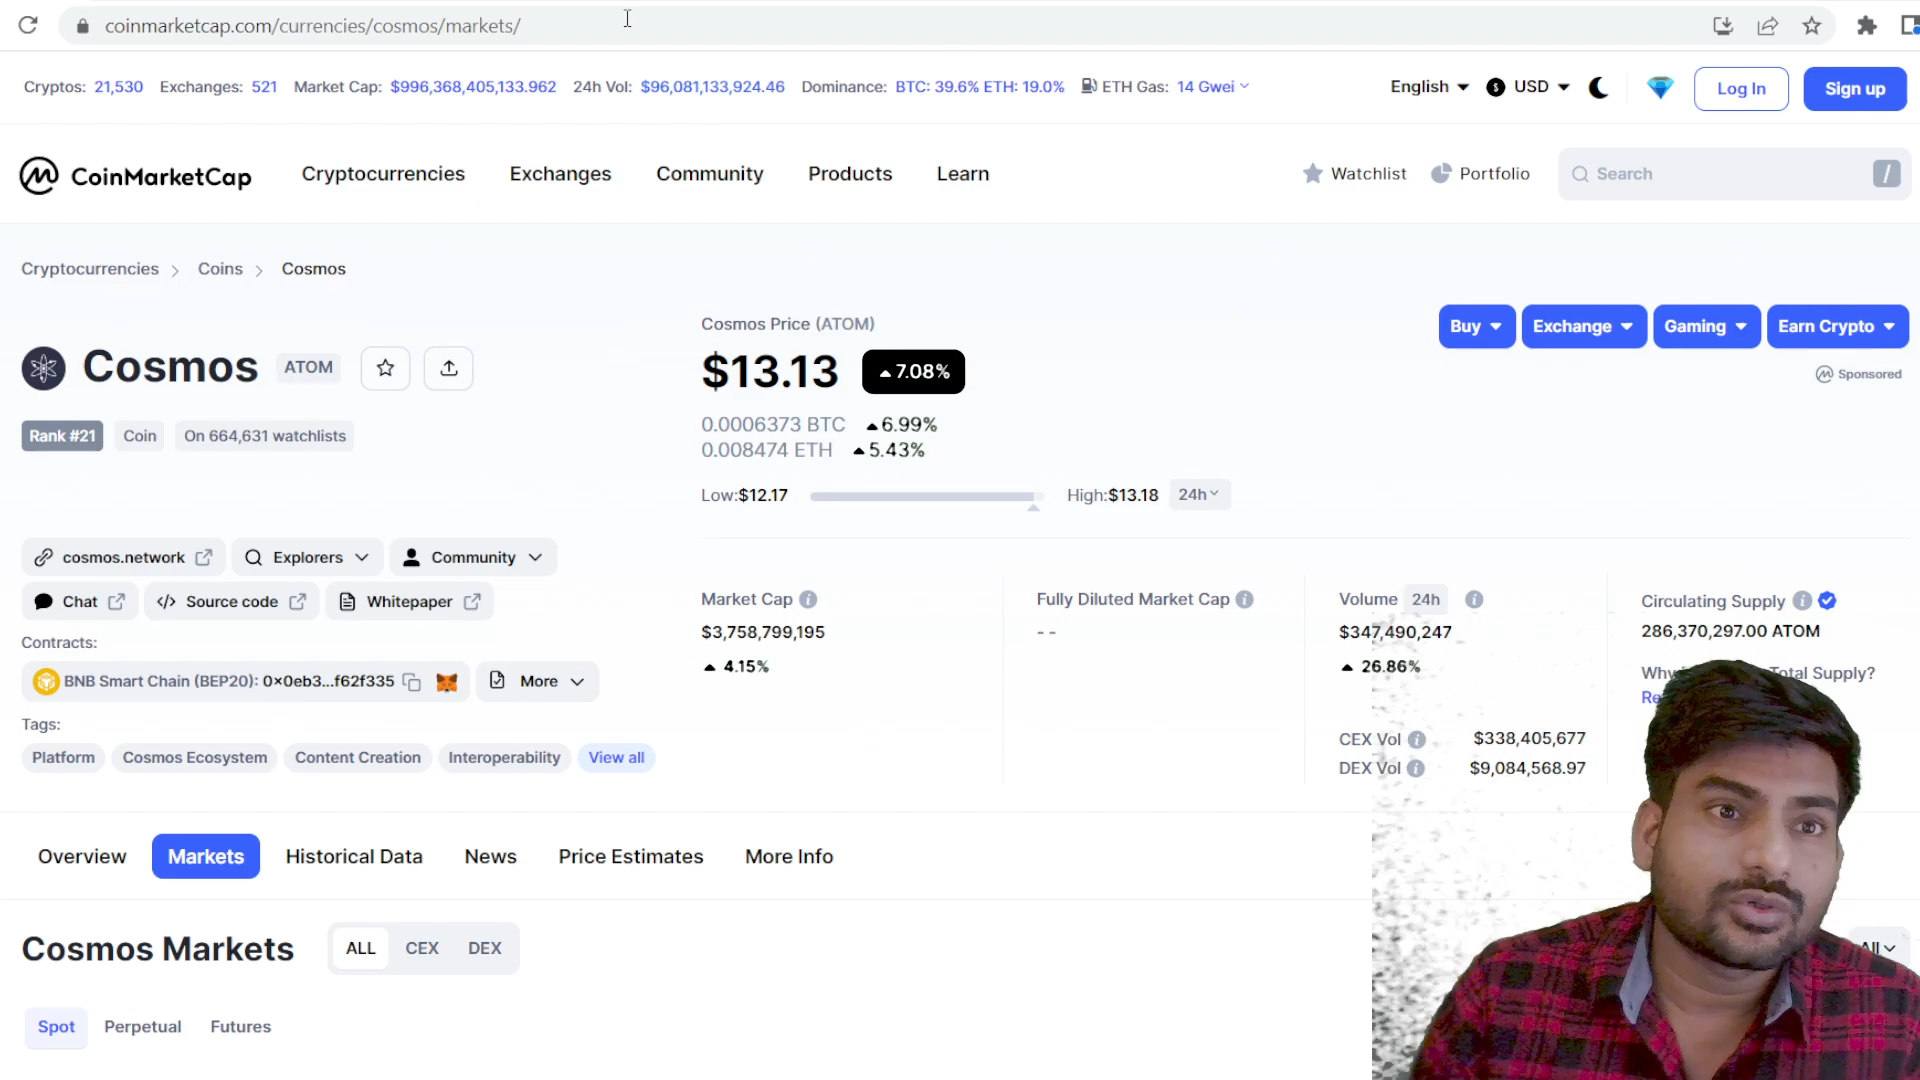 coinmarketcap.com/currencies/cosmos/markets/
Cryptos: 21,530 Exchanges: 521 Market Cap: $996,368,405,133.962 24h Vol: $96,081,133,924.46 Dominance: BTC: 39.6% ETH: 19.0% ETH Gas: 14 Gwei English USD Log In Sign up
CoinMarketCap Cryptocurrencies Exchanges Community Products Learn Watchlist Portfolio Search /
Cryptocurrencies > Coins > Cosmos
Cosmos ATOM
Rank #21 Coin On 664,631 watchlists
cosmos.network Explorers Community
Chat Source code Whitepaper
Contracts:
BNB Smart Chain (BEP20): 0x0eb3...f62f335 More
Tags:
Platform Cosmos Ecosystem Content Creation Interoperability View all
Cosmos Price (ATOM)
$13.13 7.08%
0.0006373 BTC 6.99%
0.008474 ETH 5.43%
Low:$12.17 High:$13.18 24h
Buy Exchange Gaming Earn Crypto
Sponsored
Market Cap
$3,758,799,195
4.15%
Fully Diluted Market Cap
- -
Volume 24h
$347,490,247
26.86%
CEX Vol $338,405,677
DEX Vol $9,084,568.97
Circulating Supply
286,370,297.00 ATOM
Why Total Supply?
Overview Markets Historical Data News Price Estimates More Info
Cosmos Markets ALL CEX DEX All
Spot Perpetual Futures